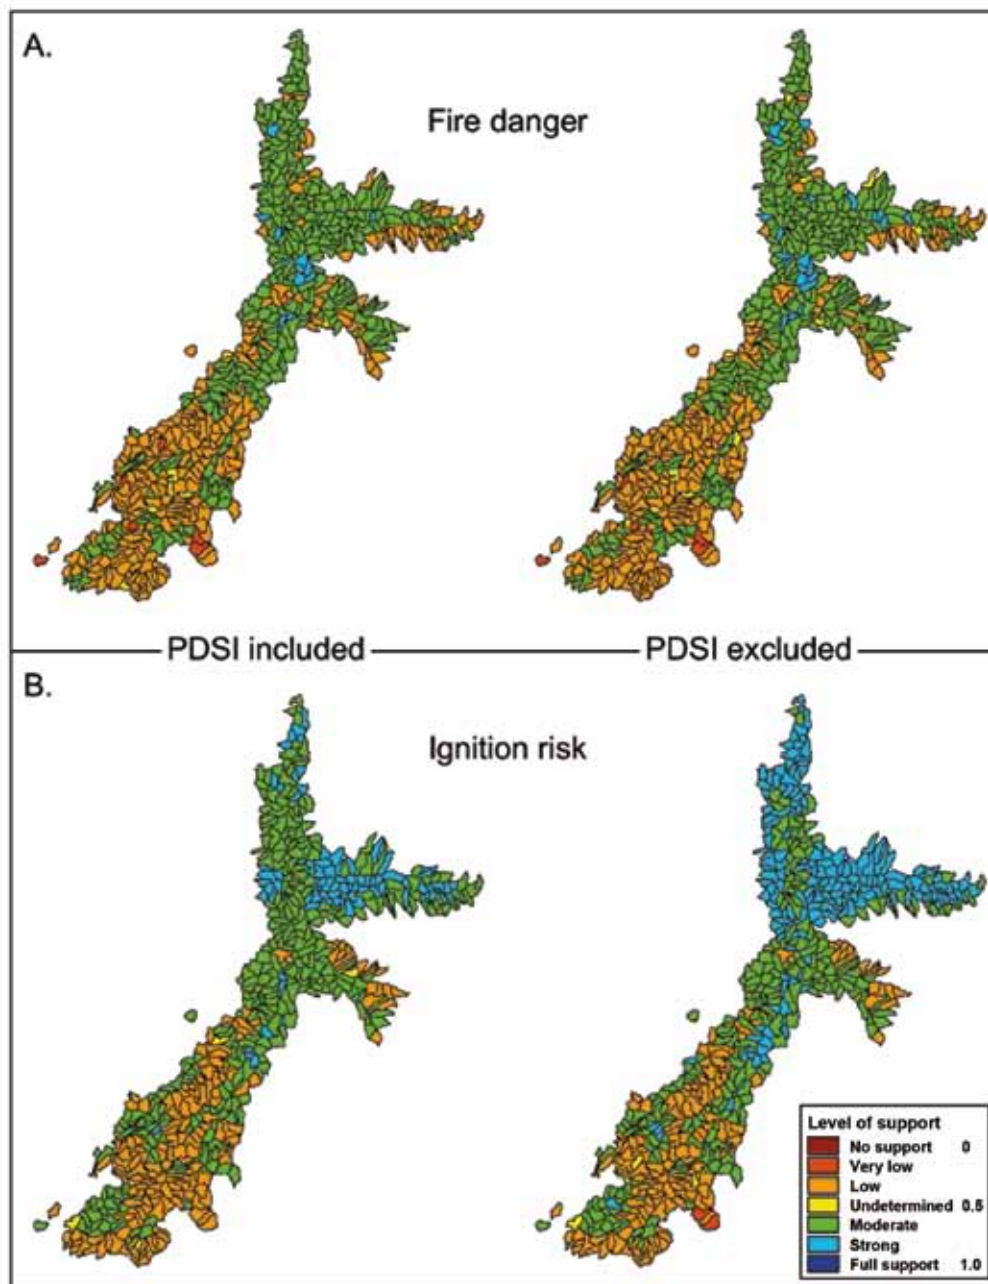 A.
Fire danger
PDSI included
PDSI excluded
B.
Ignition risk
Level of support
No support 0
Very low
Low
Undetermined 0.5
Moderate
Strong
Full support 1.0